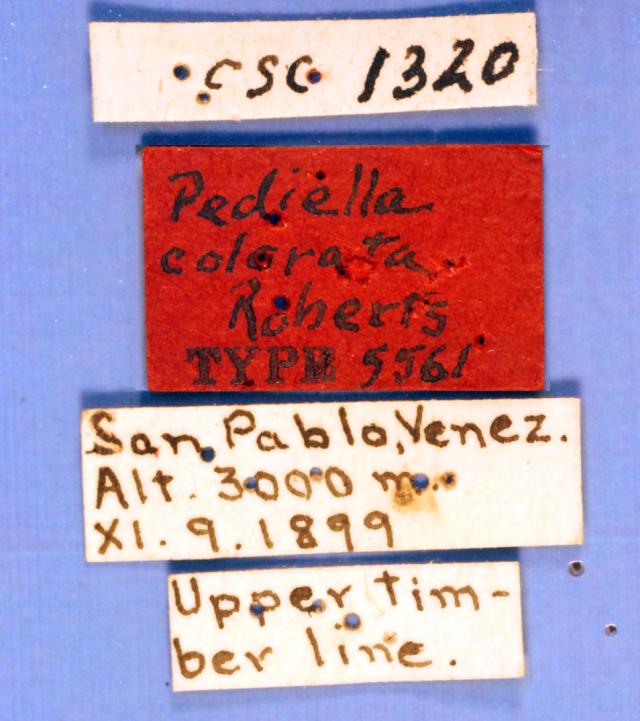 csc 1320
Pediella
colorata
Roberts
TYPE 5561
San Pablo, Venez.
Alt. 3000 m.
XI. 9. 1899
Upper tim-
ber line.